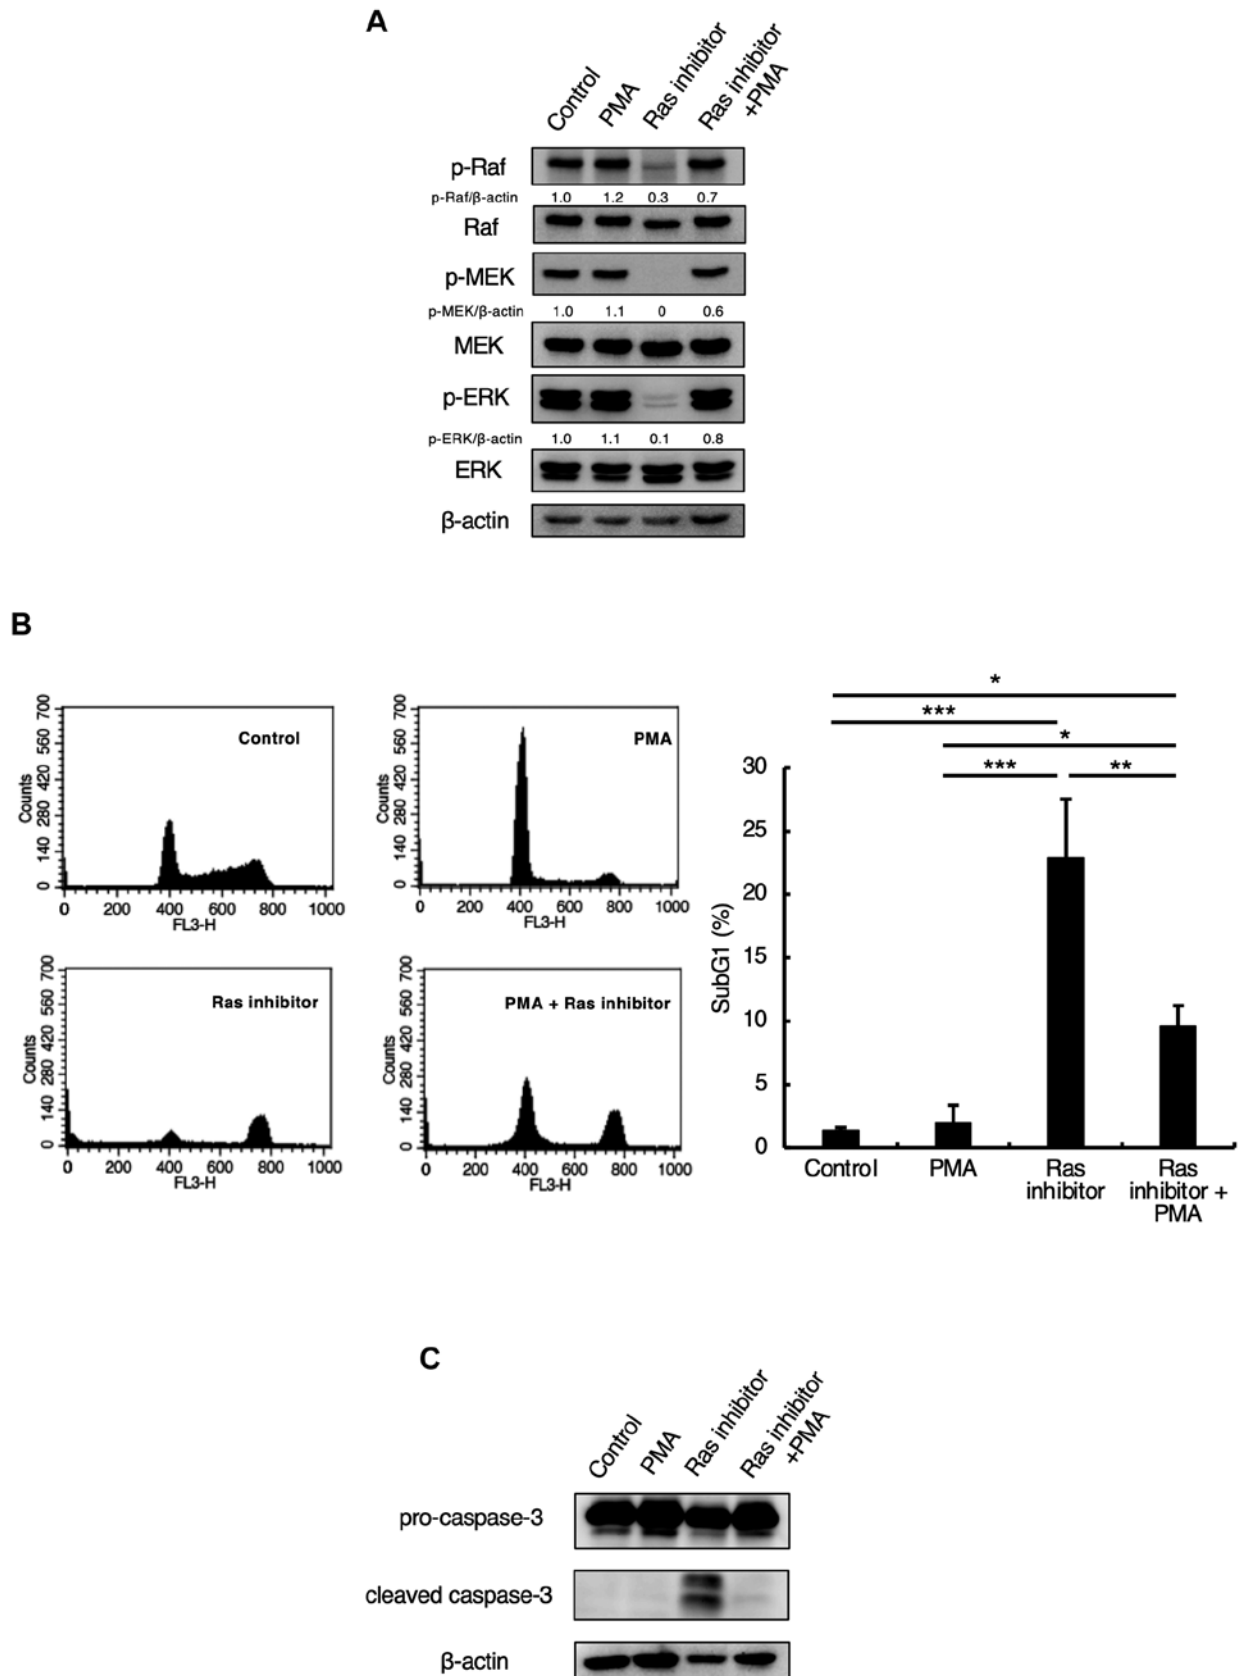 A
Control
PMA
Ras inhibitor
Ras inhibitor
+PMA
p-Raf
p-Raf/β-actin 1.0 1.2 0.3 0.7
Raf
p-MEK
p-MEK/β-actin 1.0 1.1 0 0.6
MEK
p-ERK
p-ERK/β-actin 1.0 1.1 0.1 0.8
ERK
β-actin
B
Control
Counts
700
560
420
280
140
0
0 200 400 600 800 1000
FL3-H
PMA
Counts
700
560
420
280
140
0
0 200 400 600 800 1000
FL3-H
Ras inhibitor
Counts
700
560
420
280
140
0
0 200 400 600 800 1000
FL3-H
PMA + Ras inhibitor
Counts
700
560
420
280
140
0
0 200 400 600 800 1000
FL3-H
*
***
*
*** **
SubG1 (%)
30
25
20
15
10
5
0
Control
PMA
Ras
inhibitor
Ras
inhibitor +
PMA
C
Control
PMA
Ras inhibitor
Ras inhibitor
+PMA
pro-caspase-3
cleaved caspase-3
β-actin